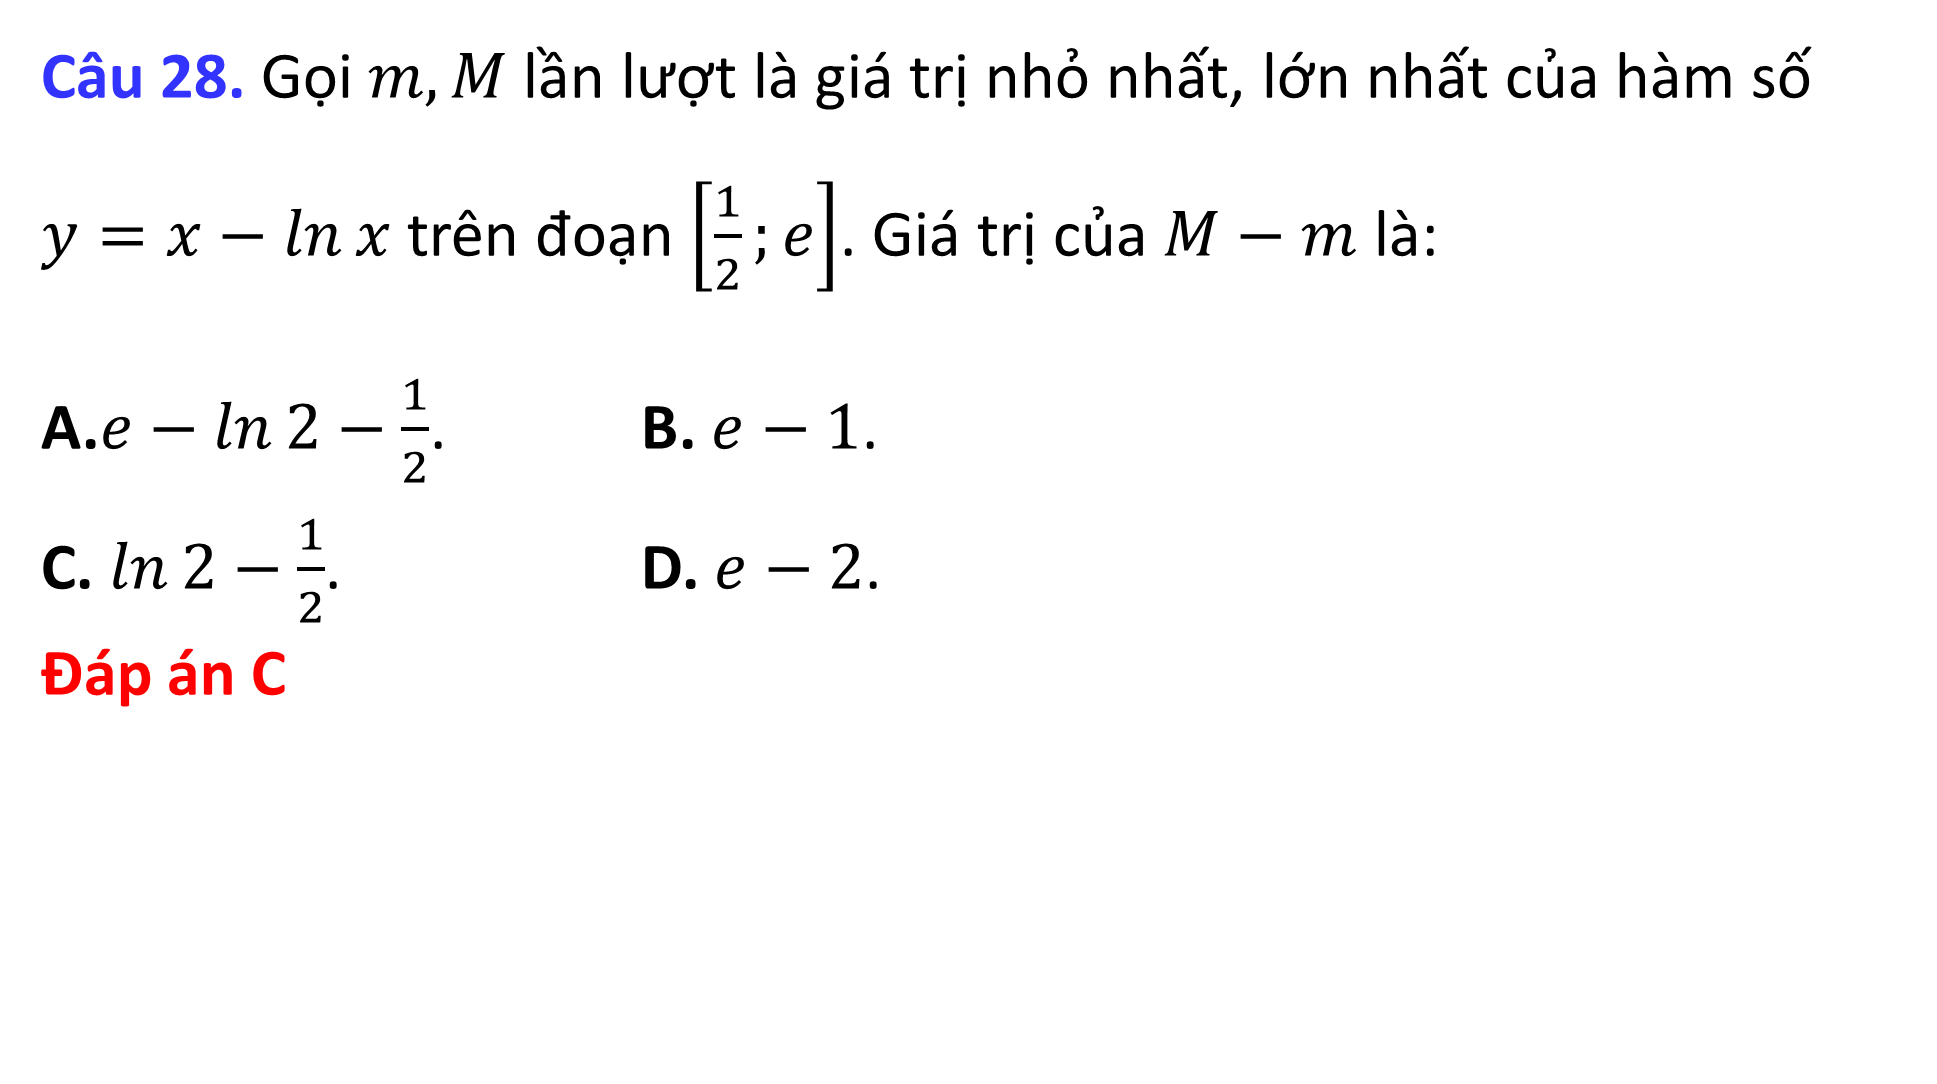 Câu 28. Gọi m, M lần lượt là giá trị nhỏ nhất, lớn nhất của hàm số
y = x − ln x trên đoạn [1/2; e]. Giá trị của M − m là:
A.e − ln 2 − 1/2. B. e − 1.
C. ln 2 − 1/2. D. e − 2.
Đáp án C